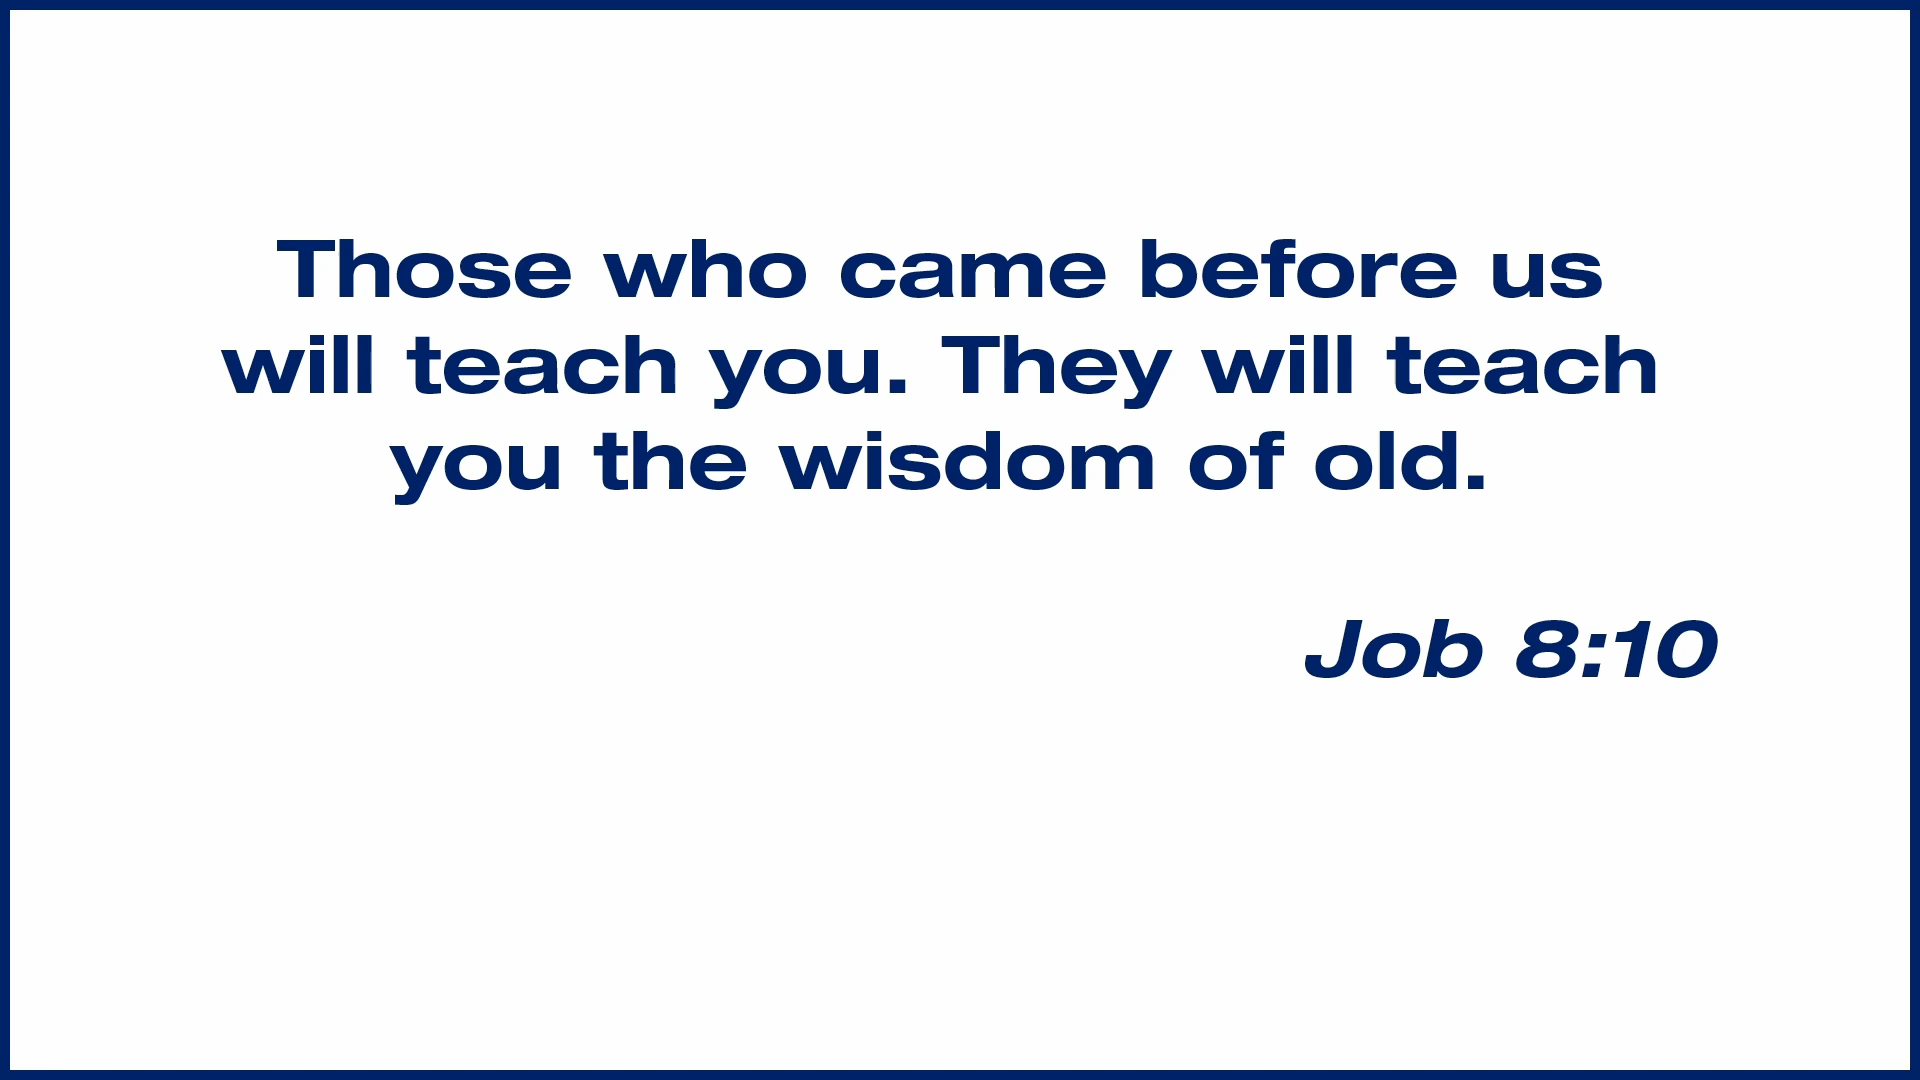 Those who came before us
will teach you. They will teach
you the wisdom of old.
Job 8:10